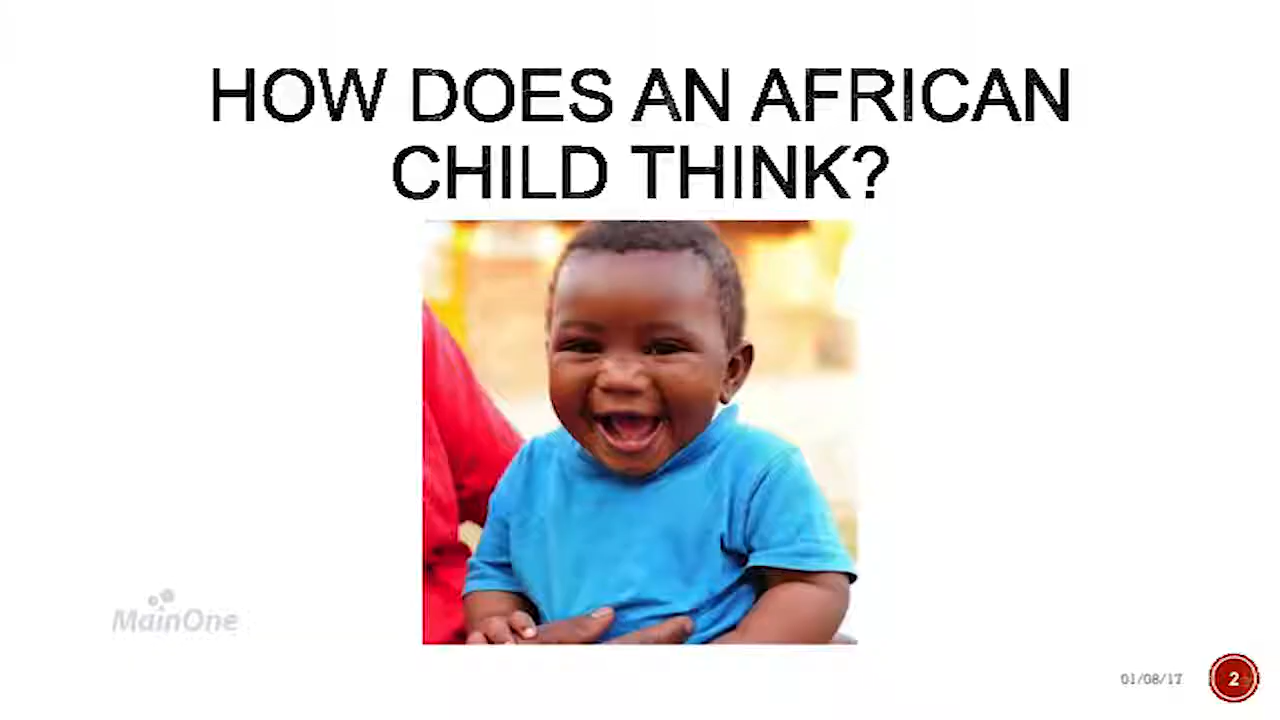 HOW DOES AN AFRICAN
CHILD THINK?
MainOne
01/08/17
2